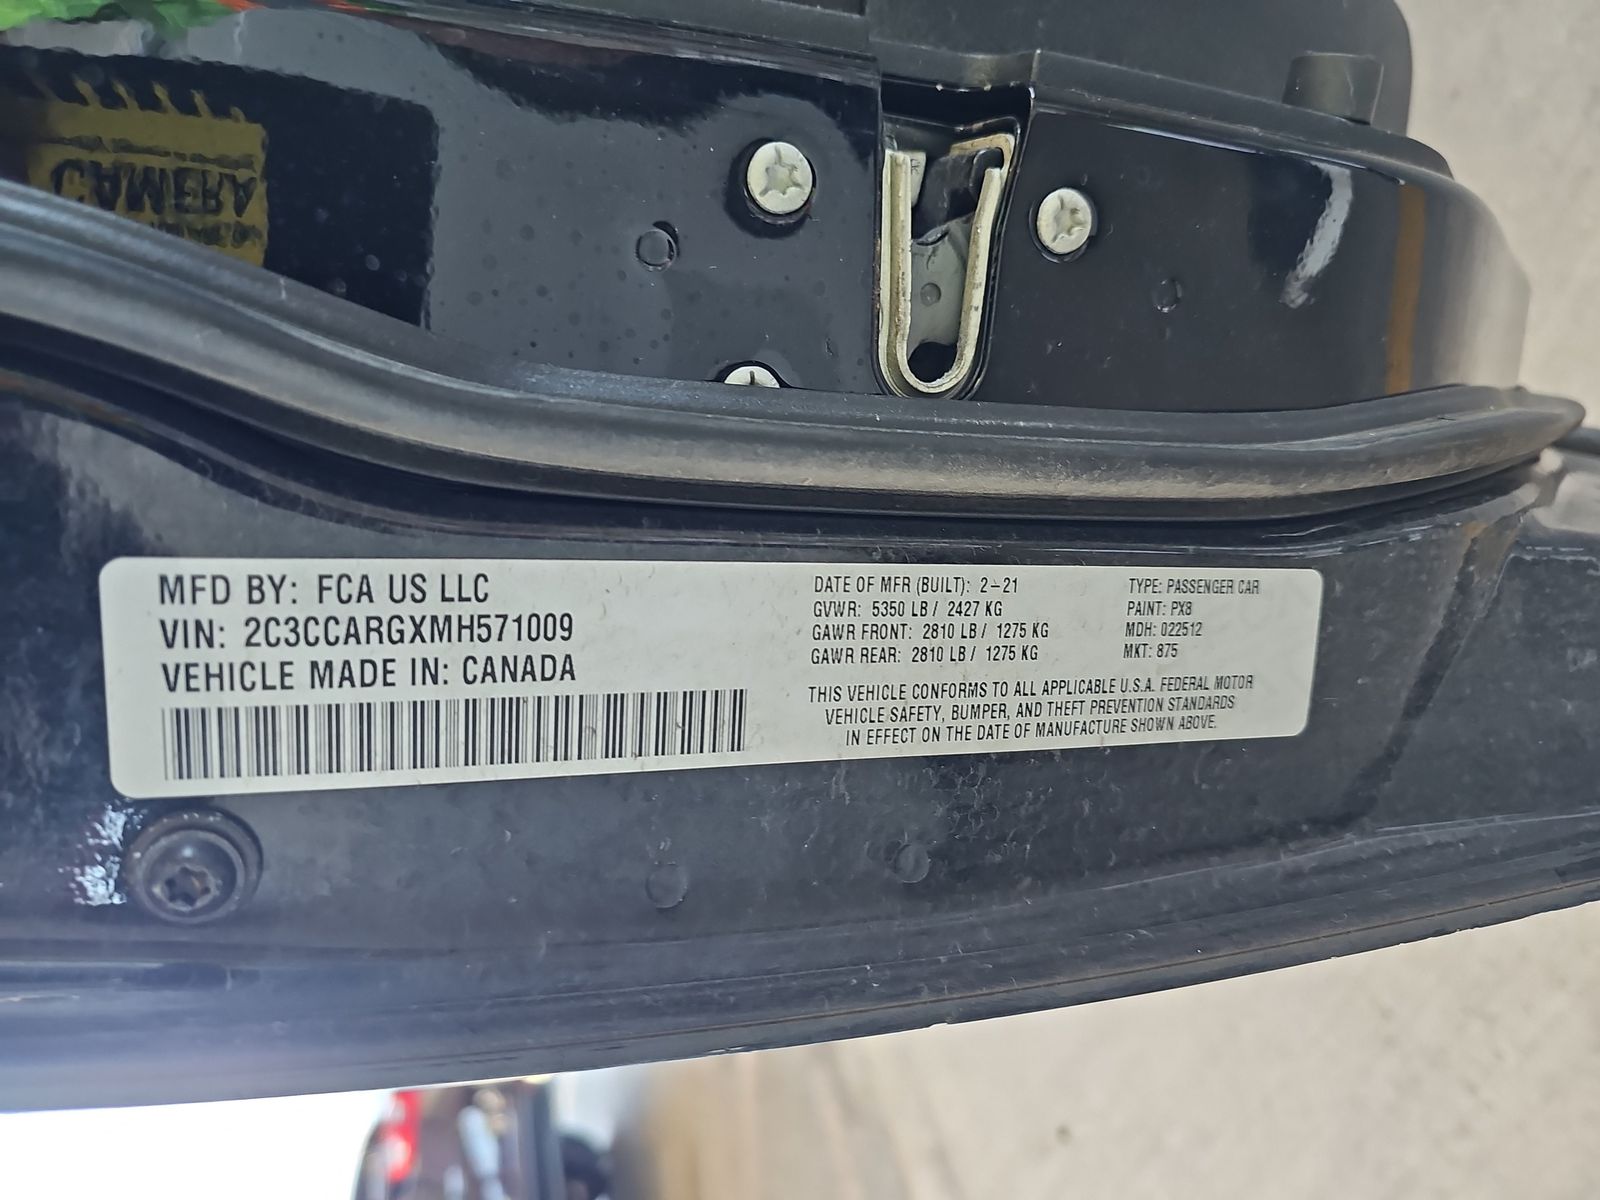 MFD BY: FCA US LLC
VIN: 2C3CCARGXMH571009
VEHICLE MADE IN: CANADA
DATE OF MFR (BUILT): 2-21
GVWR: 5350 LB / 2427 KG
GAWR FRONT: 2810 LB / 1275 KG
GAWR REAR: 2810 LB / 1275 KG
TYPE: PASSENGER CAR
PAINT: PX8
MDH: 022512
MKT: 875
THIS VEHICLE CONFORMS TO ALL APPLICABLE U.S.A. FEDERAL MOTOR
VEHICLE SAFETY, BUMPER, AND THEFT PREVENTION STANDARDS
IN EFFECT ON THE DATE OF MANUFACTURE SHOWN ABOVE.
CAMERA
R